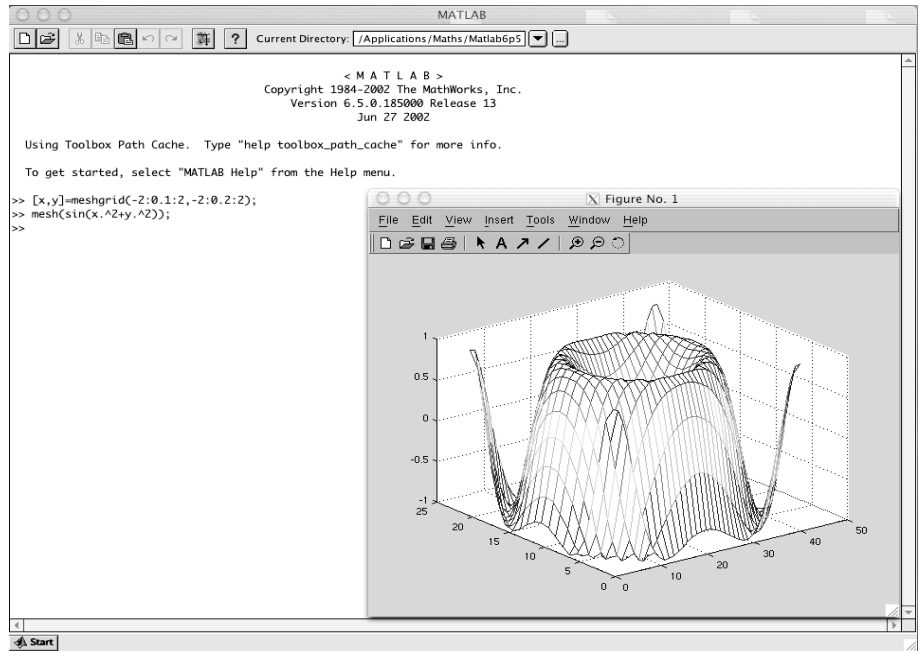 MATLAB
? Current Directory: /Applications/Maths/Matlab6p5 ...
< M A T L A B >
Copyright 1984-2002 The MathWorks, Inc.
Version 6.5.0.185000 Release 13
Jun 27 2002
Using Toolbox Path Cache.  Type "help toolbox_path_cache" for more info.
To get started, select "MATLAB Help" from the Help menu.
>> [x,y]=meshgrid(-2:0.1:2,-2:0.2:2);
>> mesh(sin(x.^2+y.^2));
>>
X Figure No. 1
File Edit View Insert Tools Window Help
A
1
0.5
0
-0.5
-1
25
20
15
10
5
0
0
10
20
30
40
50
Start